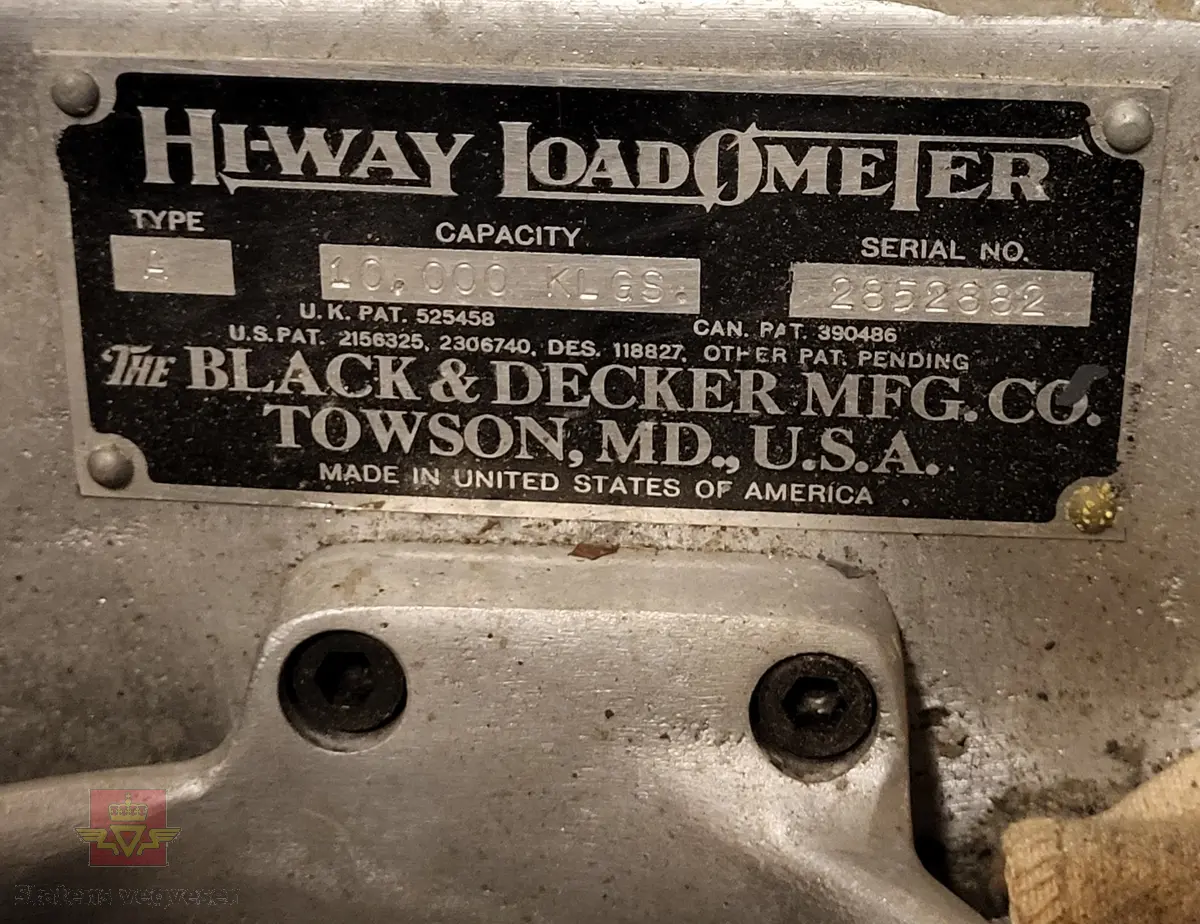 HI-WAY LOADOMETER
TYPE CAPACITY SERIAL NO.
A 10,000 KLGS. 2852882
U.K. PAT. 525458 CAN. PAT. 390486
U.S. PAT. 2156325, 2306740, DES. 118827, OTHER PAT. PENDING
THE BLACK & DECKER MFG. CO.
TOWSON, MD., U.S.A.
MADE IN UNITED STATES OF AMERICA
Statens vegvesen